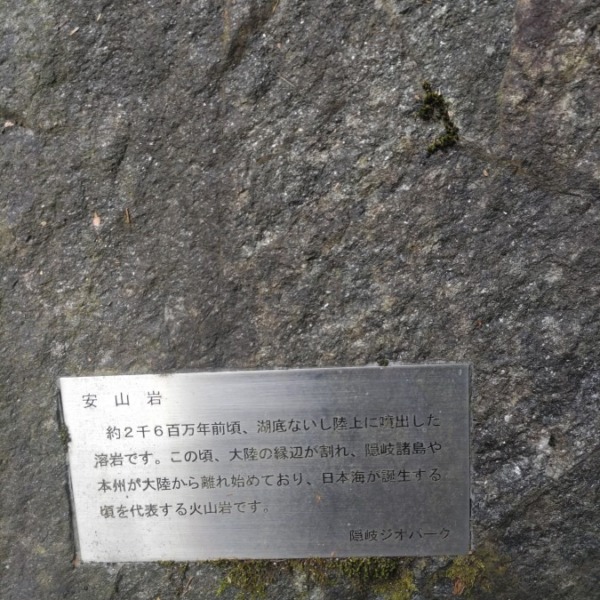 安山岩
約2千6百万年前頃、湖底ないし陸上に噴出した
溶岩です。この頃、大陸の縁辺が割れ、隠岐諸島や
本州が大陸から離れ始めており、日本海が誕生する
頃を代表する火山岩です。
隠岐ジオパーク